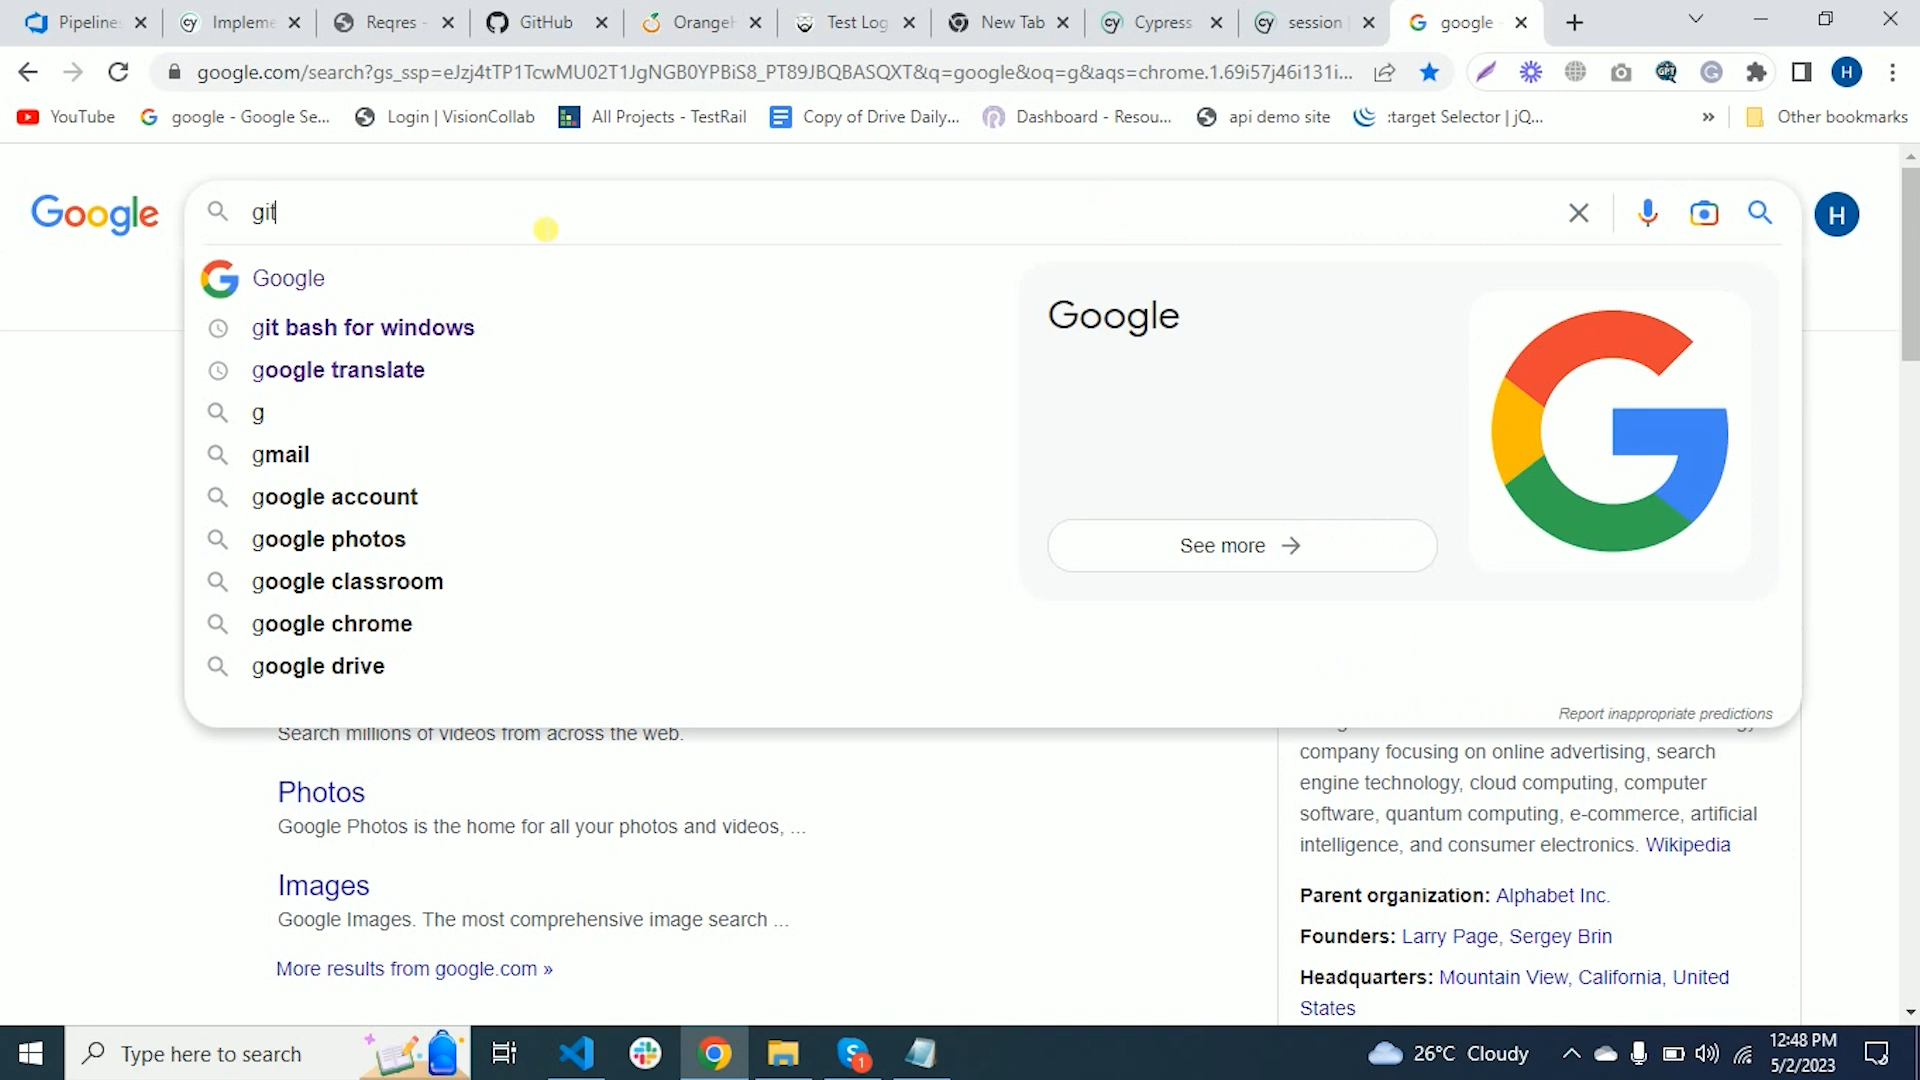 Pipeline
Impleme
Reqres -
GitHub
OrangeH
Test Log
New Tab
Cypress
session |
google -
google.com/search?gs_ssp=eJzj4tTP1TcwMU02T1JgNGB0YPBiS8_PT89JBQBASQXT&q=google&oq=g&aqs=chrome.1.69i57j46i131i...
H
YouTube
google - Google Se...
Login | VisionCollab
All Projects - TestRail
Copy of Drive Daily...
Dashboard - Resou...
api demo site
:target Selector | jQ...
»
Other bookmarks
Google
git
H
Google
git bash for windows
google translate
g
gmail
google account
google photos
google classroom
google chrome
google drive
Google
See more →
Report inappropriate predictions
Search millions of videos from across the web.
Photos
Google Photos is the home for all your photos and videos, ...
Images
Google Images. The most comprehensive image search ...
More results from google.com »
company focusing on online advertising, search
engine technology, cloud computing, computer
software, quantum computing, e-commerce, artificial
intelligence, and consumer electronics. Wikipedia
Parent organization: Alphabet Inc.
Founders: Larry Page, Sergey Brin
Headquarters: Mountain View, California, United
States
Type here to search
1
26°C Cloudy
12:48 PM
5/2/2023